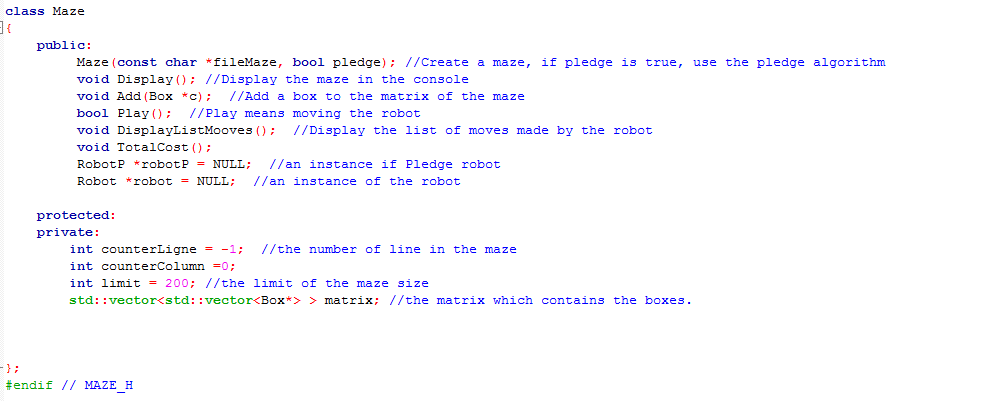 class Maze
{
public:
Maze(const char *fileMaze, bool pledge); //Create a maze, if pledge is true, use the pledge algorithm
void Display(); //Display the maze in the console
void Add(Box *c);  //Add a box to the matrix of the maze
bool Play();  //Play means moving the robot
void DisplayListMooves();  //Display the list of moves made by the robot
void TotalCost();
RobotP *robotP = NULL;  //an instance if Pledge robot
Robot *robot = NULL;  //an instance of the robot
protected:
private:
int counterLigne = -1;  //the number of line in the maze
int counterColumn =0;
int limit = 200; //the limit of the maze size
std::vector<std::vector<Box*> > matrix; //the matrix which contains the boxes.
};
#endif // MAZE_H